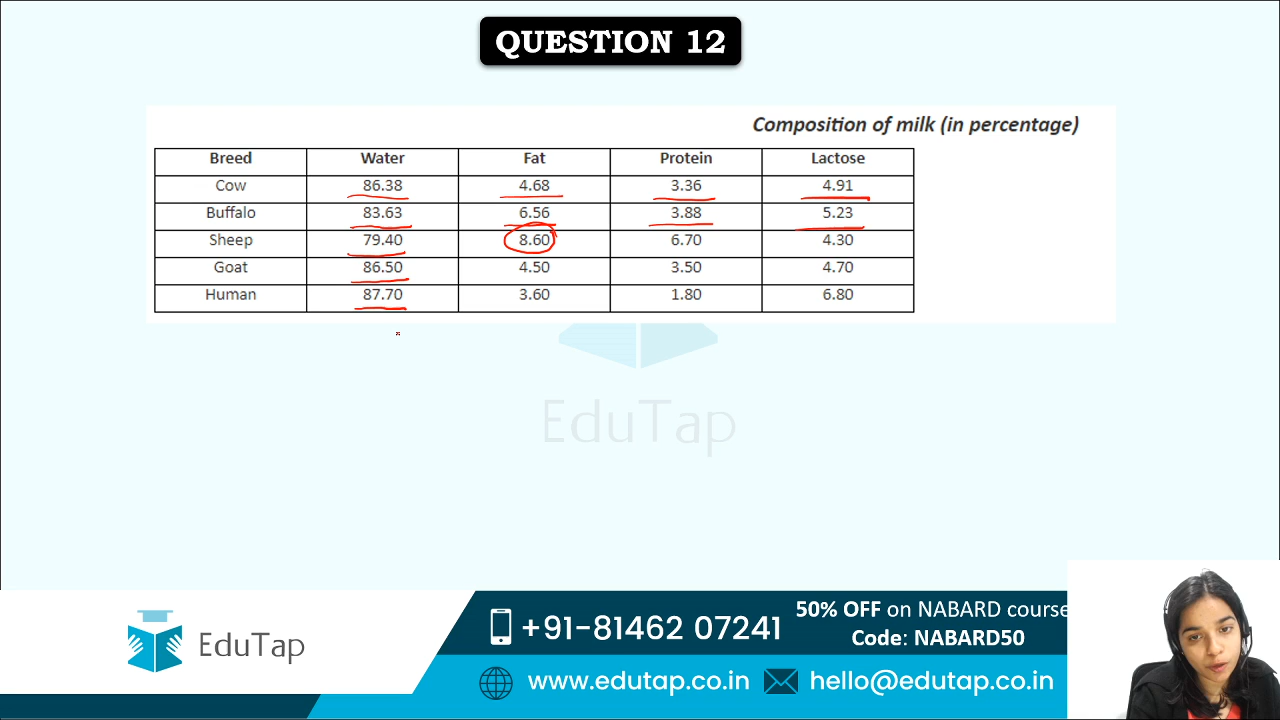 QUESTION 12
Composition of milk (in percentage)
Breed Water Fat Protein Lactose
Cow 86.38 4.68 3.36 4.91
Buffalo 83.63 6.56 3.88 5.23
Sheep 79.40 8.60 6.70 4.30
Goat 86.50 4.50 3.50 4.70
Human 87.70 3.60 1.80 6.80
EduTap
EduTap
+91-81462 07241
50% OFF on NABARD course
Code: NABARD50
www.edutap.co.in
hello@edutap.co.in